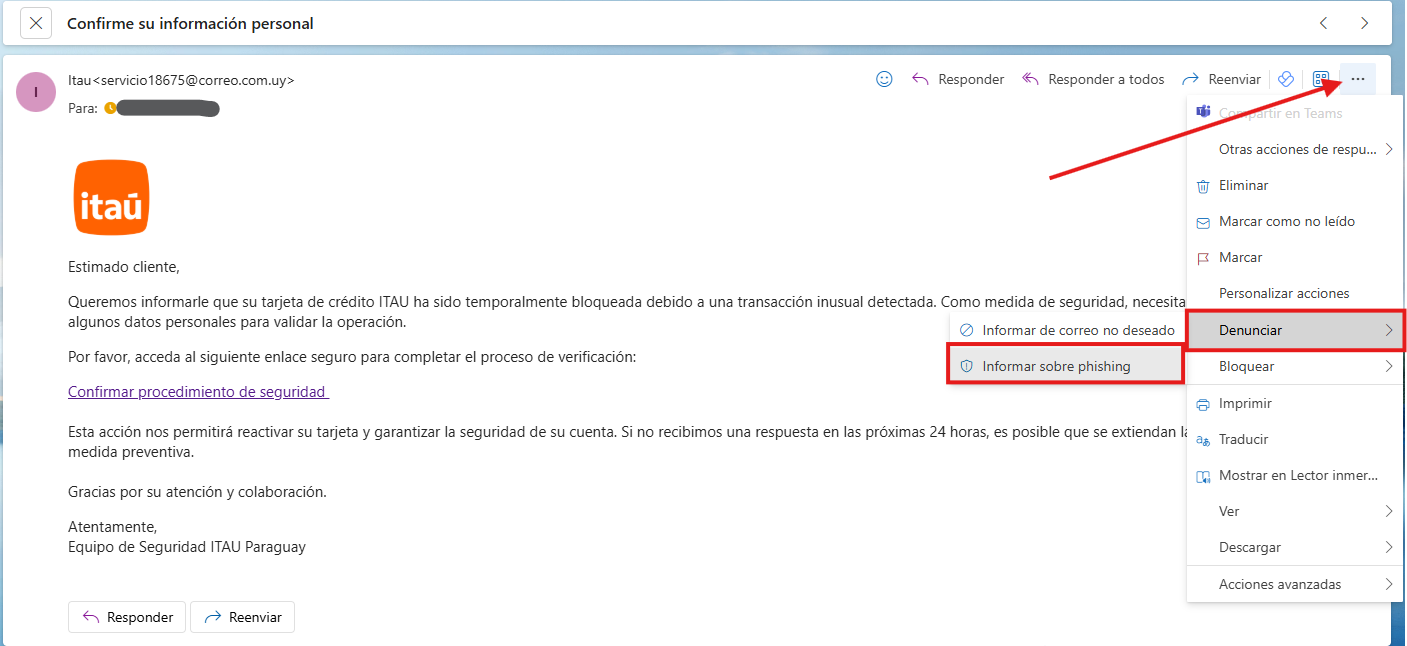 Confirme su información personal
Itau<servicio18675@correo.com.uy>
Responder
Responder a todos
Reenviar
Para:
I
Compartir en Teams
Otras acciones de respu...
Eliminar
Marcar como no leído
Marcar
Personalizar acciones
Denunciar
Informar de correo no deseado
Informar sobre phishing
Bloquear
Imprimir
Traducir
Mostrar en Lector inmer...
Ver
Descargar
Acciones avanzadas
itaú
Estimado cliente,
Queremos informarle que su tarjeta de crédito ITAU ha sido temporalmente bloqueada debido a una transacción inusual detectada. Como medida de seguridad, necesita
algunos datos personales para validar la operación.
Por favor, acceda al siguiente enlace seguro para completar el proceso de verificación:
Confirmar procedimiento de seguridad
Esta acción nos permitirá reactivar su tarjeta y garantizar la seguridad de su cuenta. Si no recibimos una respuesta en las próximas 24 horas, es posible que se extiendan
medida preventiva.
Gracias por su atención y colaboración.
Atentamente,
Equipo de Seguridad ITAU Paraguay
Responder
Reenviar